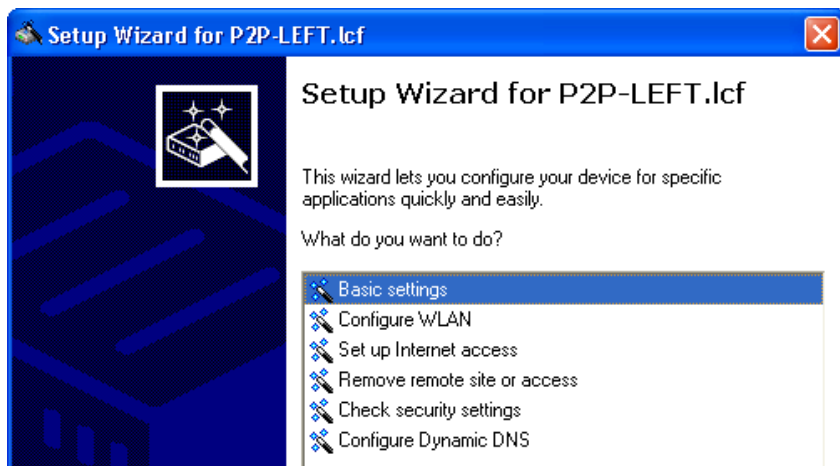 Setup Wizard for P2P-LEFT.lcf
Setup Wizard for P2P-LEFT.lcf
This wizard lets you configure your device for specific
applications quickly and easily.
What do you want to do?
Basic settings
Configure WLAN
Set up Internet access
Remove remote site or access
Check security settings
Configure Dynamic DNS